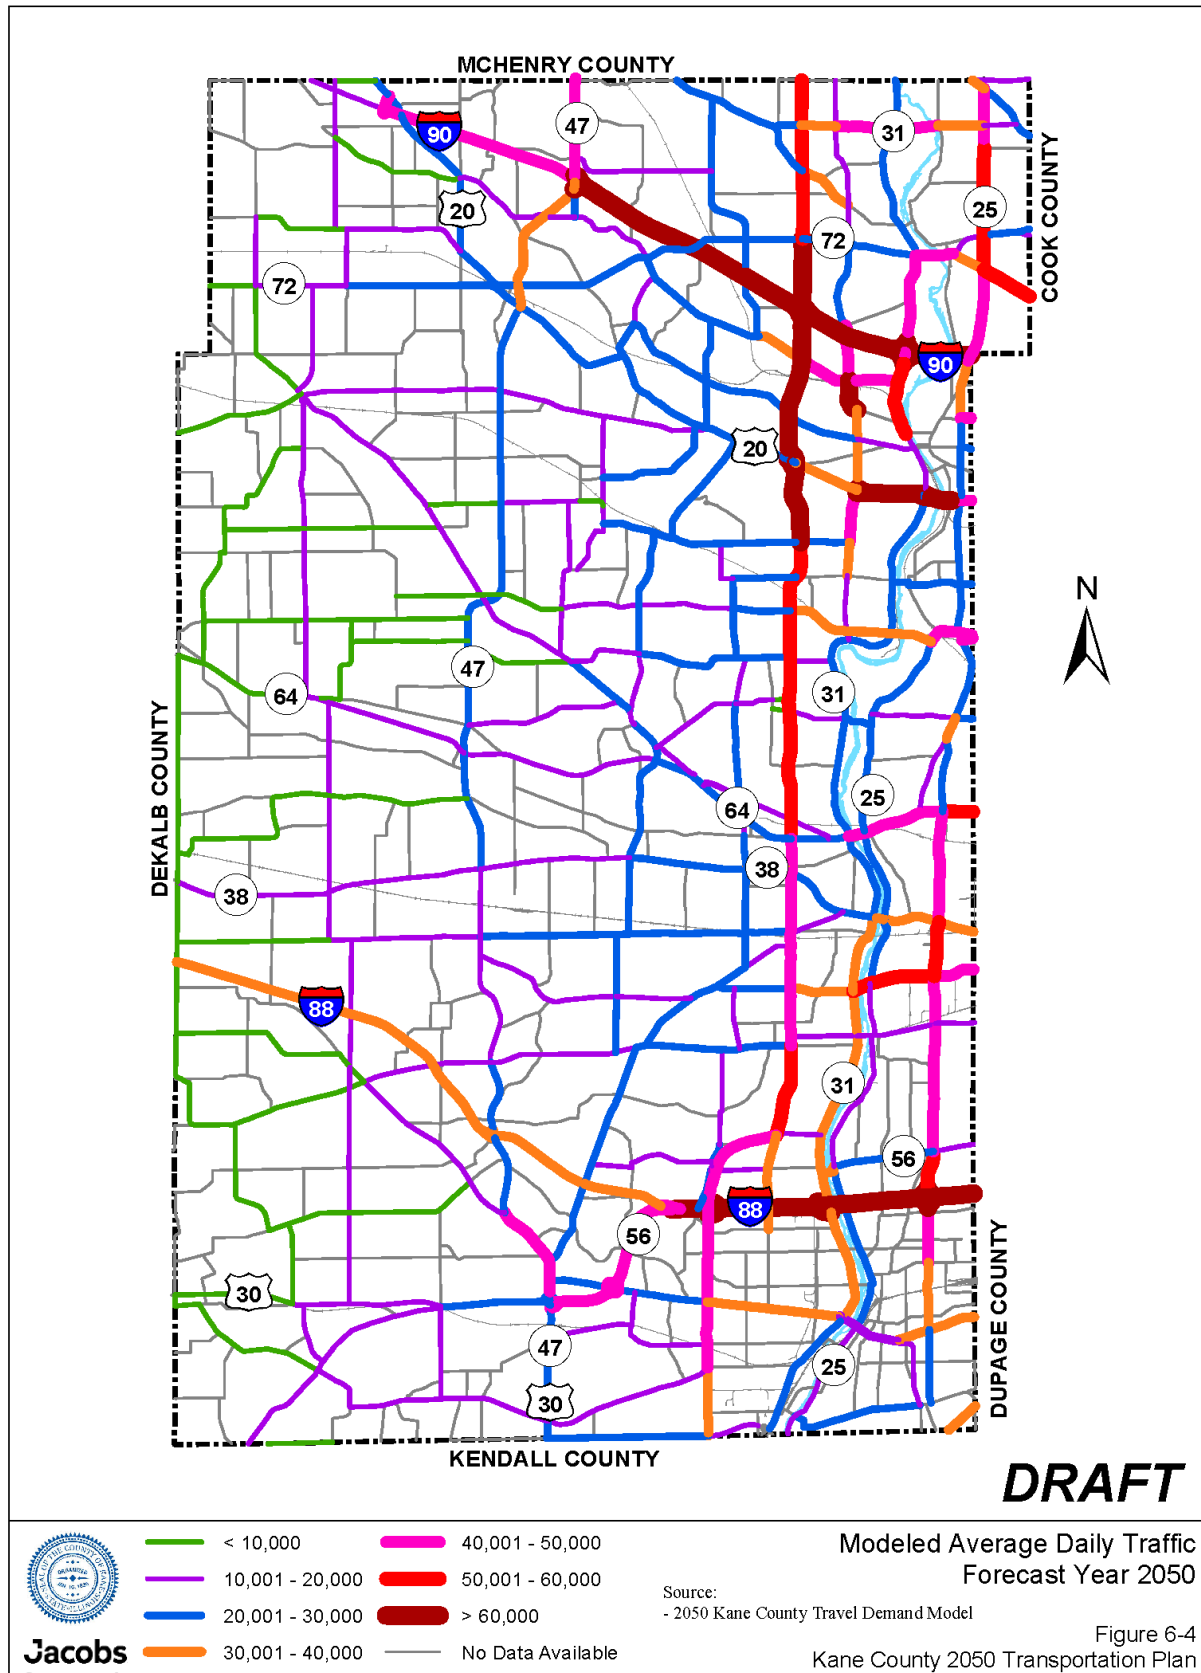 MCHENRY COUNTY
47
90
31
20
25
72
COOK COUNTY
72
90
20
47
31
64
DEKALB COUNTY
25
64
38
38
88
31
56
88
56
30
47
25
30
DUPAGE COUNTY
KENDALL COUNTY
N
DRAFT
< 10,000
10,001 - 20,000
20,001 - 30,000
30,001 - 40,000
40,001 - 50,000
50,001 - 60,000
> 60,000
No Data Available
Jacobs
Source:
- 2050 Kane County Travel Demand Model
Modeled Average Daily Traffic
Forecast Year 2050
Figure 6-4
Kane County 2050 Transportation Plan